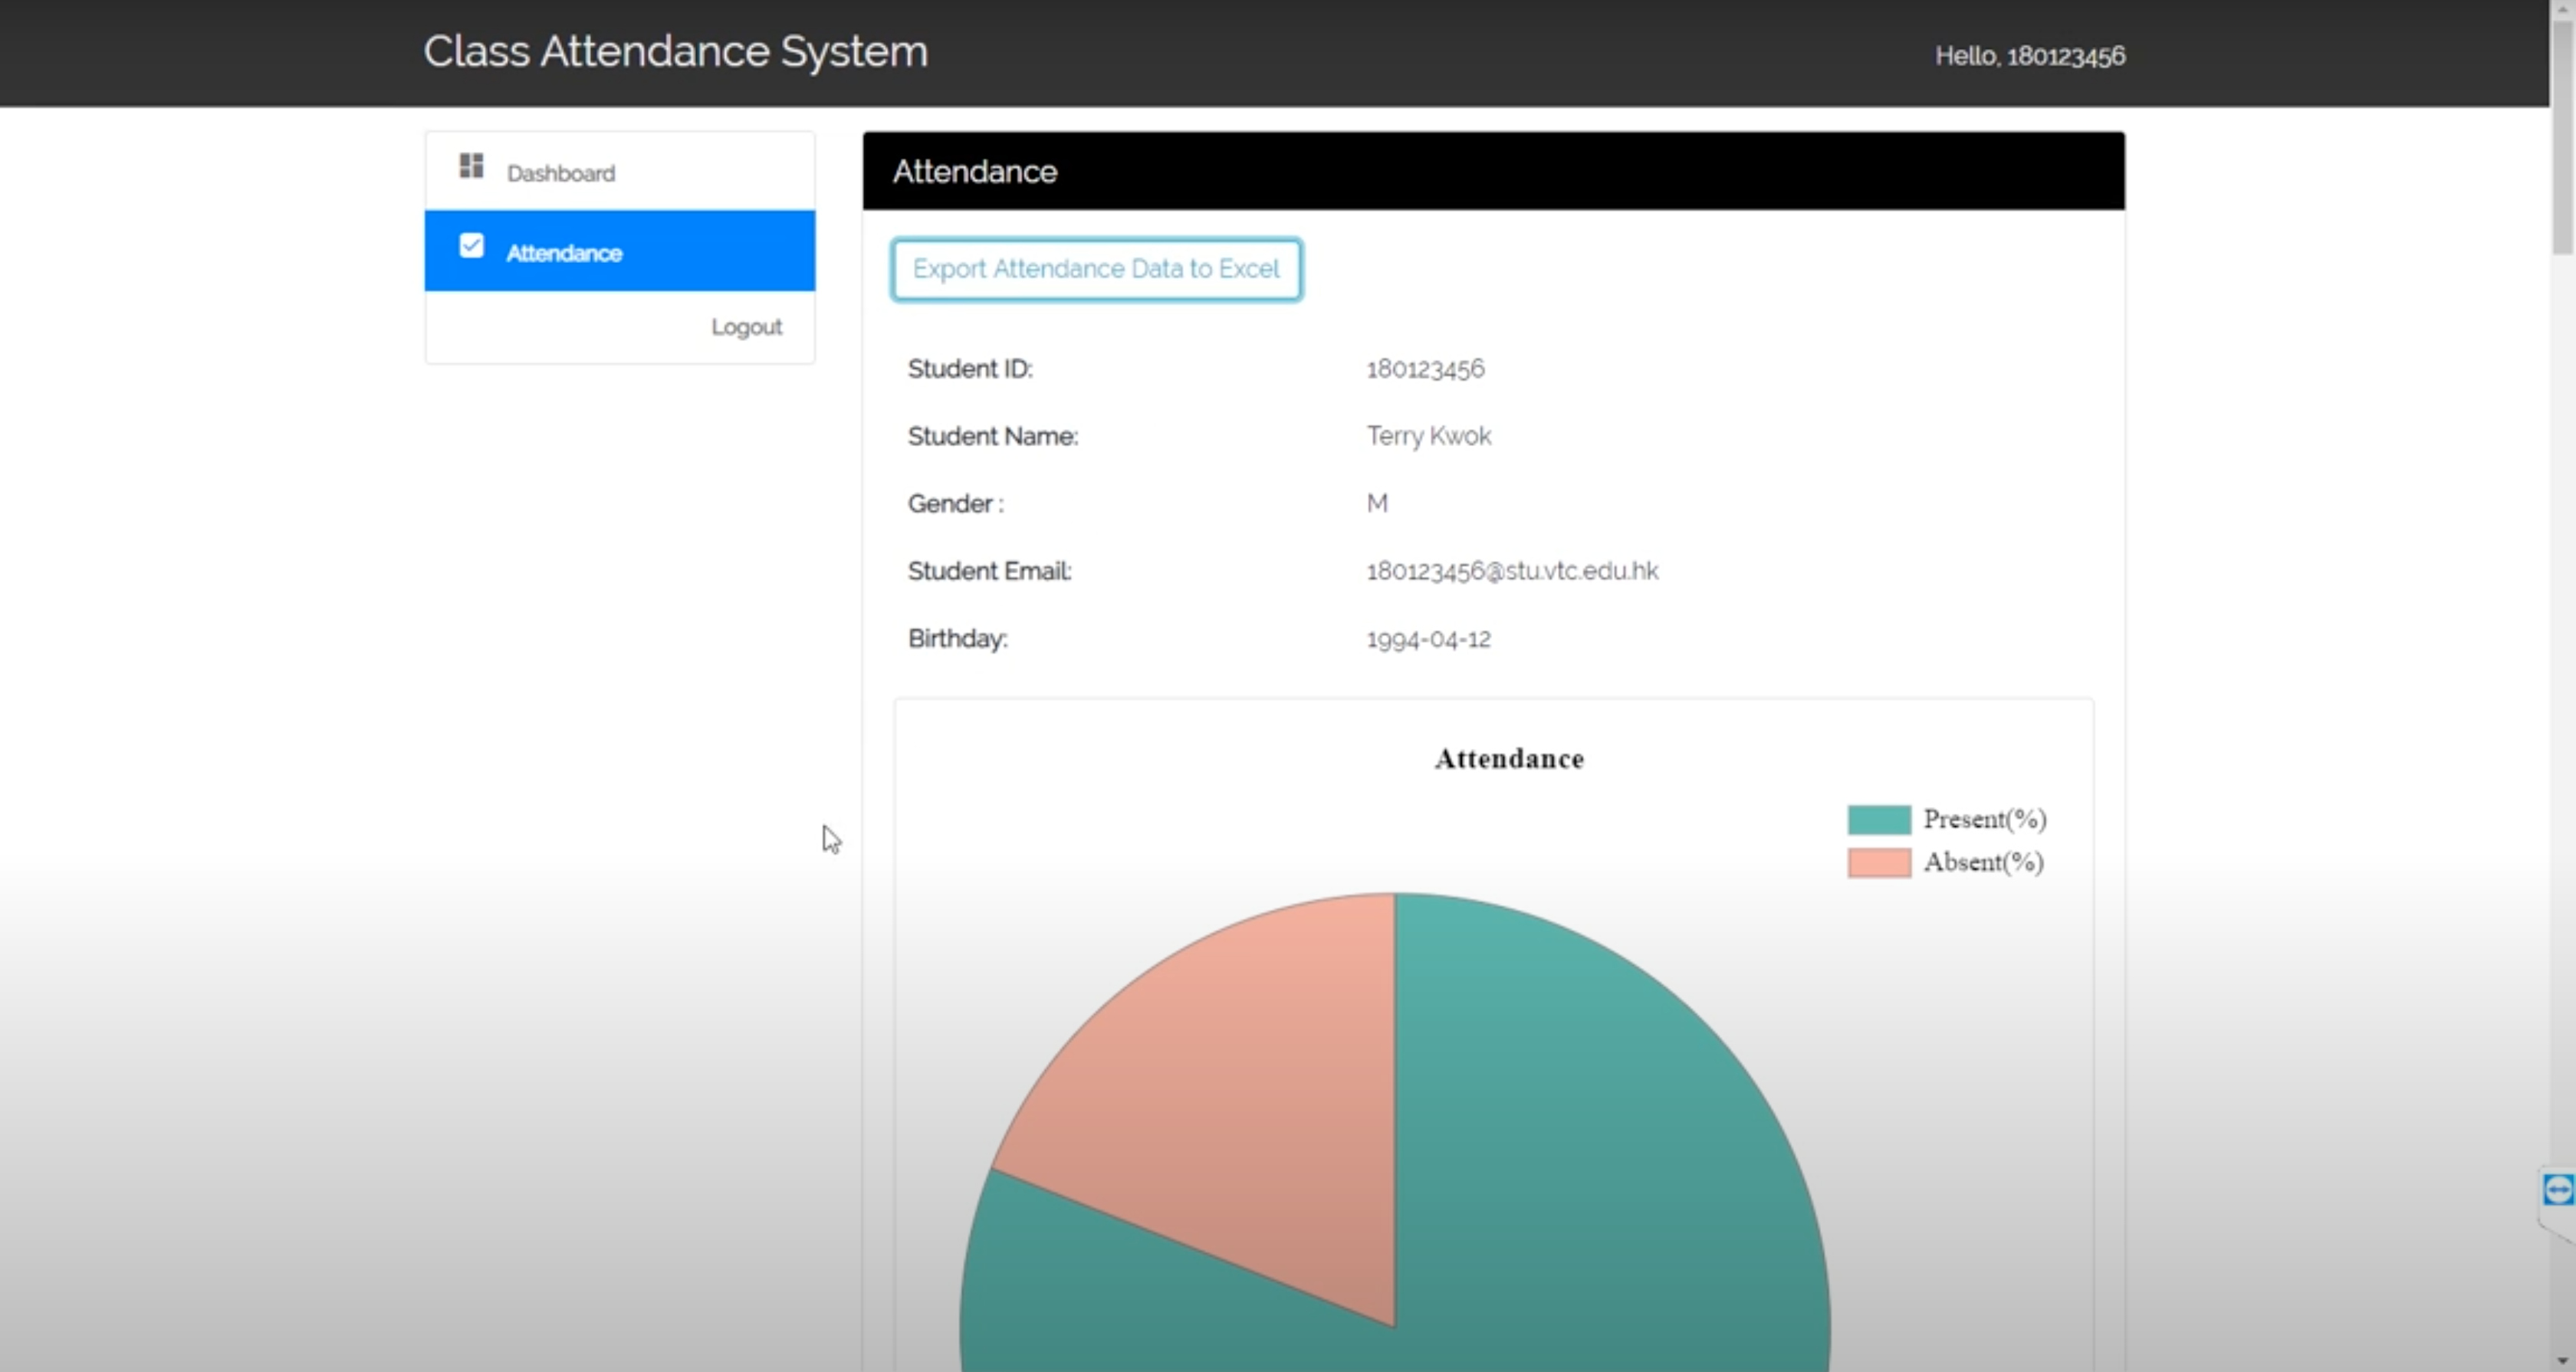 Class Attendance System
Hello, 180123456
Dashboard
Attendance
Logout
Attendance
Export Attendance Data to Excel
Student ID: 180123456
Student Name: Terry Kwok
Gender : M
Student Email: 180123456@stu.vtc.edu.hk
Birthday: 1994-04-12
Attendance
Present(%)
Absent(%)